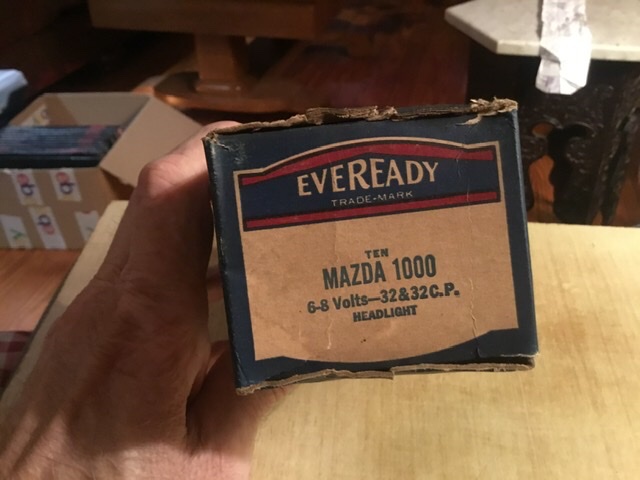 EVEREADY
TRADE-MARK
TEN
MAZDA 1000
6-8 Volts—32&32C.P.
HEADLIGHT